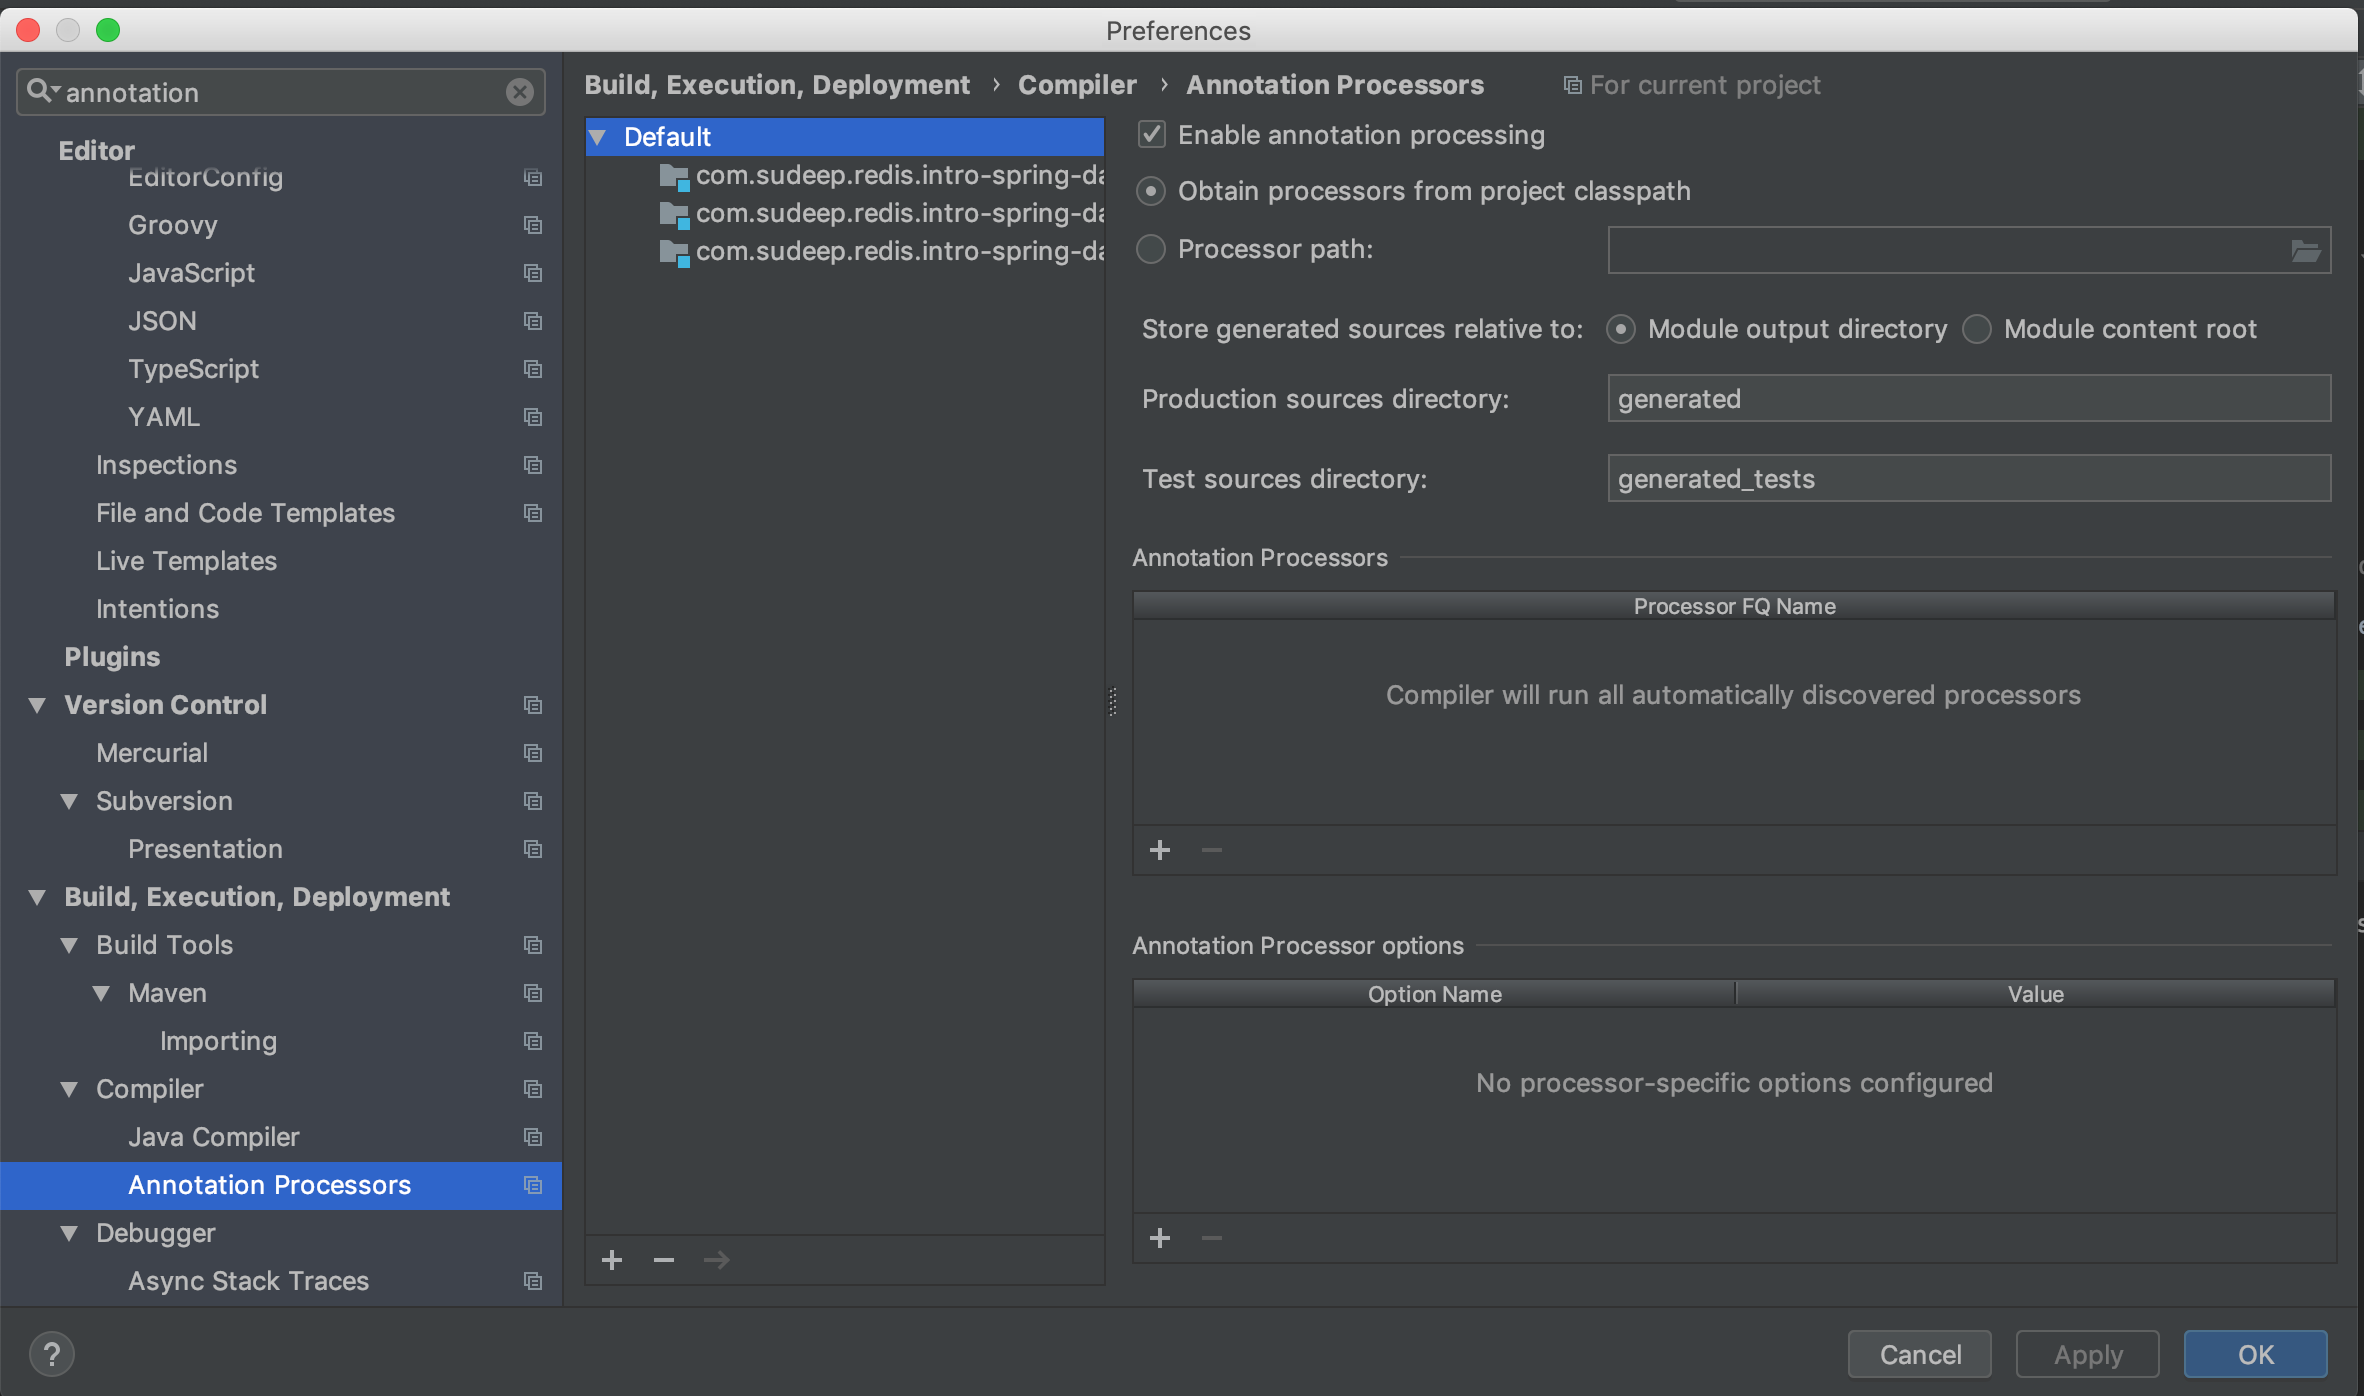 Preferences
annotation
Editor
EditorConfig
Groovy
JavaScript
JSON
TypeScript
YAML
Inspections
File and Code Templates
Live Templates
Intentions
Plugins
Version Control
Mercurial
Subversion
Presentation
Build, Execution, Deployment
Build Tools
Maven
Importing
Compiler
Java Compiler
Annotation Processors
Debugger
Async Stack Traces
Build, Execution, Deployment › Compiler › Annotation Processors For current project
Default
com.sudeep.redis.intro-spring-da
com.sudeep.redis.intro-spring-da
com.sudeep.redis.intro-spring-da
Enable annotation processing
Obtain processors from project classpath
Processor path:
Store generated sources relative to: Module output directory Module content root
Production sources directory: generated
Test sources directory: generated_tests
Annotation Processors
Processor FQ Name
Compiler will run all automatically discovered processors
Annotation Processor options
Option Name Value
No processor-specific options configured
? Cancel Apply OK